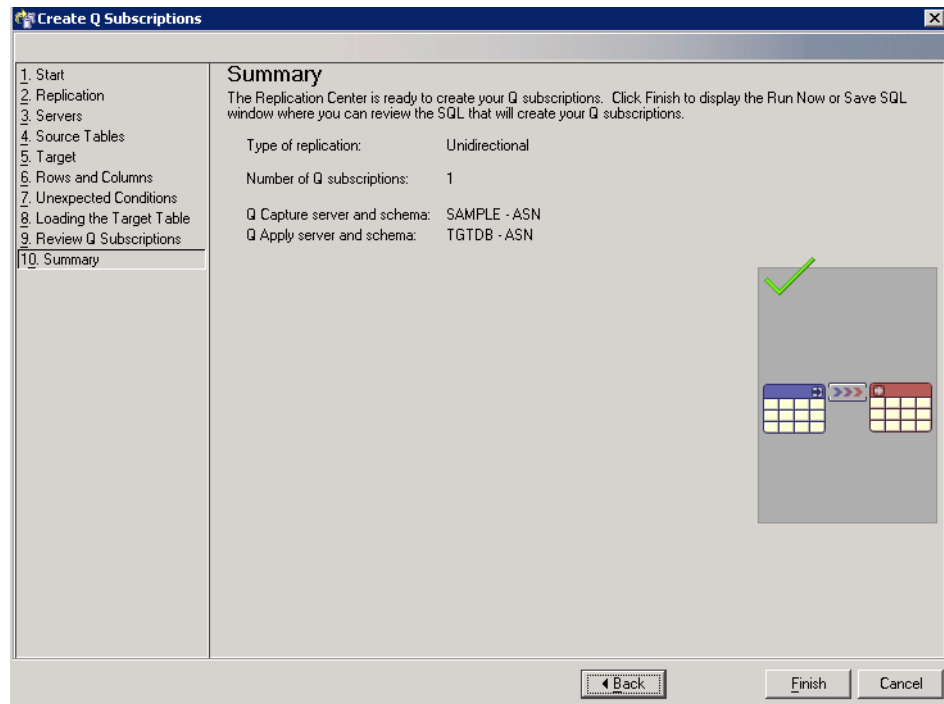 Create Q Subscriptions
1. Start
2. Replication
3. Servers
4. Source Tables
5. Target
6. Rows and Columns
7. Unexpected Conditions
8. Loading the Target Table
9. Review Q Subscriptions
10. Summary
Summary
The Replication Center is ready to create your Q subscriptions. Click Finish to display the Run Now or Save SQL
window where you can review the SQL that will create your Q subscriptions.
Type of replication: Unidirectional
Number of Q subscriptions: 1
Q Capture server and schema: SAMPLE - ASN
Q Apply server and schema: TGTDB - ASN
Back
Finish
Cancel